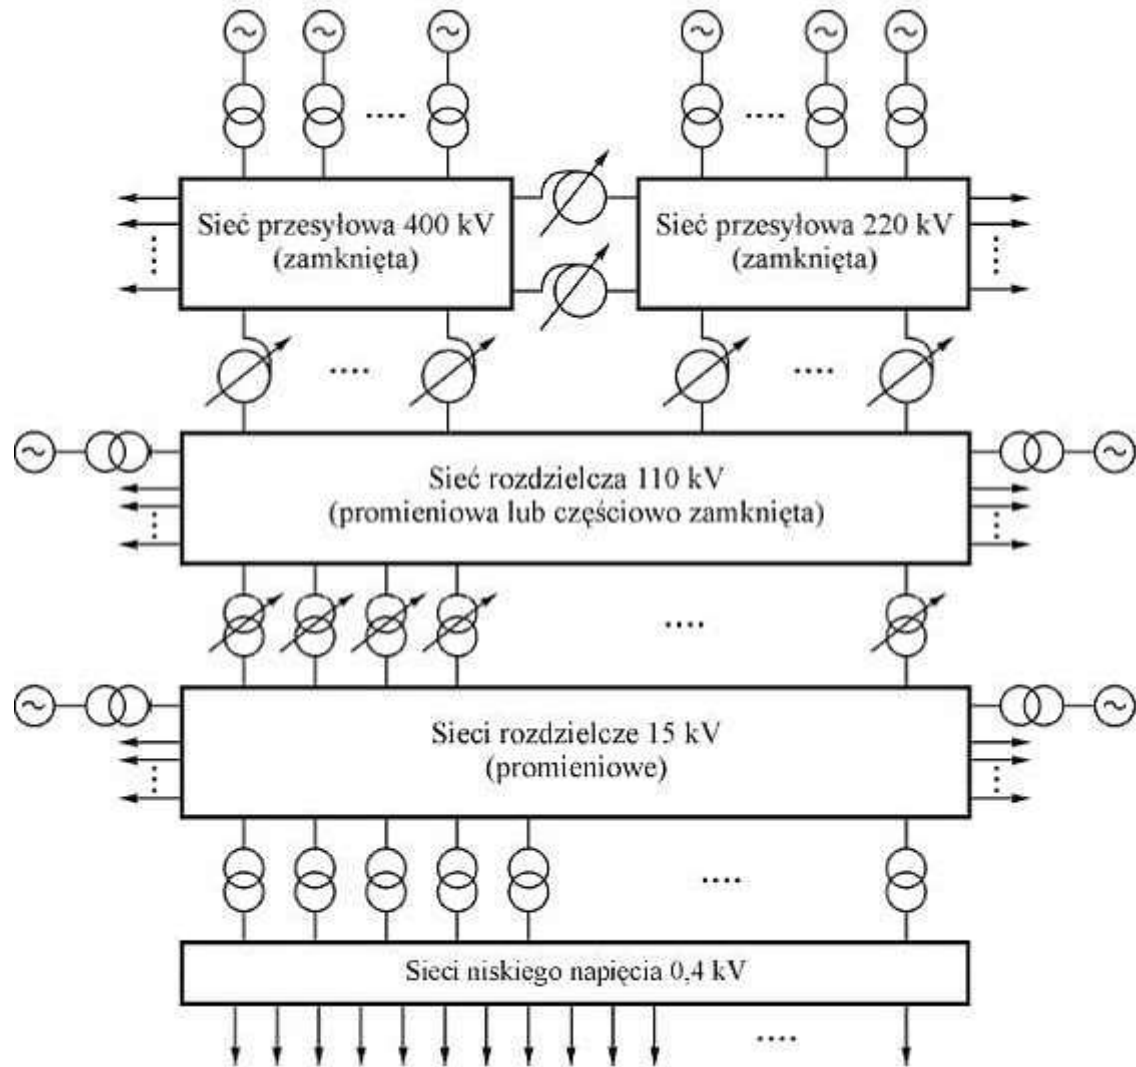 Sieć przesyłowa 400 kV
(zamknięta)
Sieć przesyłowa 220 kV
(zamknięta)
Sieć rozdzielcza 110 kV
(promieniowa lub częściowo zamknięta)
Sieci rozdzielcze 15 kV
(promieniowe)
Sieci niskiego napięcia 0,4 kV